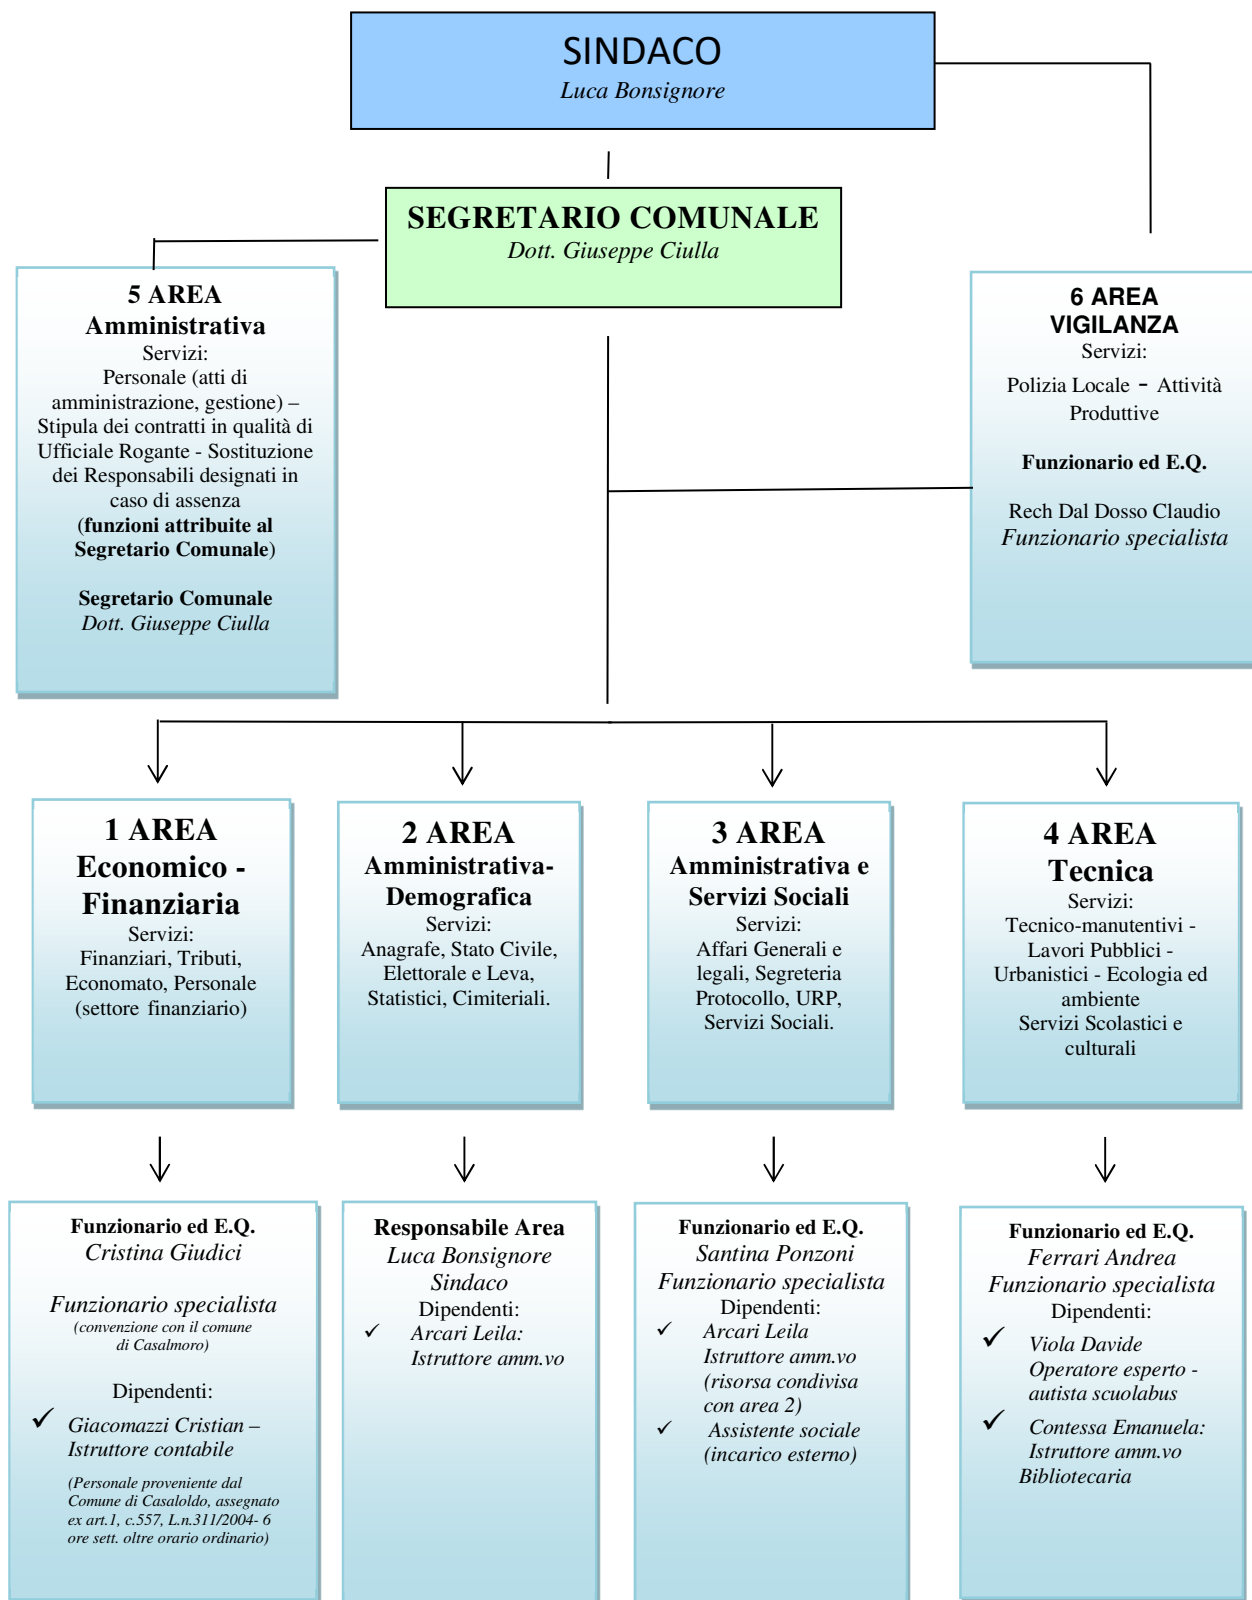 SINDACO
Luca Bonsignore
SEGRETARIO COMUNALE
Dott. Giuseppe Ciulla
5 AREA
Amministrativa
Servizi:
Personale (atti di
amministrazione, gestione) –
Stipula dei contratti in qualità di
Ufficiale Rogante - Sostituzione
dei Responsabili designati in
caso di assenza
(funzioni attribuite al
Segretario Comunale)
Segretario Comunale
Dott. Giuseppe Ciulla
6 AREA
VIGILANZA
Servizi:
Polizia Locale - Attività
Produttive
Funzionario ed E.Q.
Rech Dal Dosso Claudio
Funzionario specialista
1 AREA
Economico -
Finanziaria
Servizi:
Finanziari, Tributi,
Economato, Personale
(settore finanziario)
2 AREA
Amministrativa-
Demografica
Servizi:
Anagrafe, Stato Civile,
Elettorale e Leva,
Statistici, Cimiteriali.
3 AREA
Amministrativa e
Servizi Sociali
Servizi:
Affari Generali e
legali, Segreteria
Protocollo, URP,
Servizi Sociali.
4 AREA
Tecnica
Servizi:
Tecnico-manutentivi -
Lavori Pubblici -
Urbanistici - Ecologia ed
ambiente
Servizi Scolastici e
culturali
Funzionario ed E.Q.
Cristina Giudici
Funzionario specialista
(convenzione con il comune
di Casalmoro)
Dipendenti:
✓ Giacomazzi Cristian –
Istruttore contabile
(Personale proveniente dal
Comune di Casaloldo, assegnato
ex art.1, c.557, L.n.311/2004- 6
ore sett. oltre orario ordinario)
Responsabile Area
Luca Bonsignore
Sindaco
Dipendenti:
✓ Arcari Leila:
Istruttore amm.vo
Funzionario ed E.Q.
Santina Ponzoni
Funzionario specialista
Dipendenti:
✓ Arcari Leila
Istruttore amm.vo
(risorsa condivisa
con area 2)
✓ Assistente sociale
(incarico esterno)
Funzionario ed E.Q.
Ferrari Andrea
Funzionario specialista
Dipendenti:
✓ Viola Davide
Operatore esperto -
autista scuolabus
✓ Contessa Emanuela:
Istruttore amm.vo
Bibliotecaria